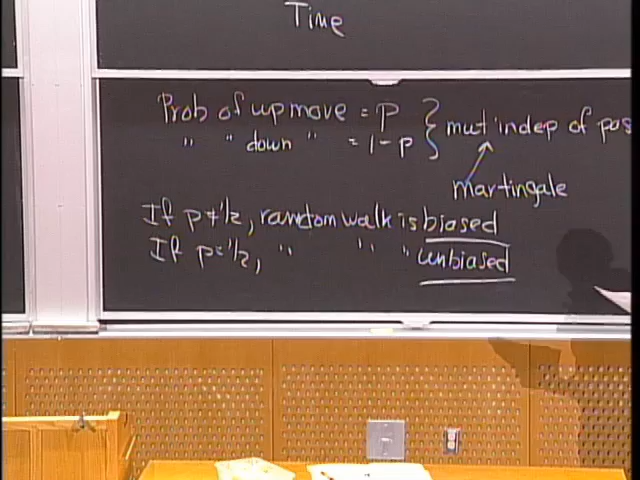 Time
Prob of up move = P } mut indep of pos
" " down " = 1-p
martingale
If p≠1/2, random walk is biased
If p=1/2, " " " unbiased